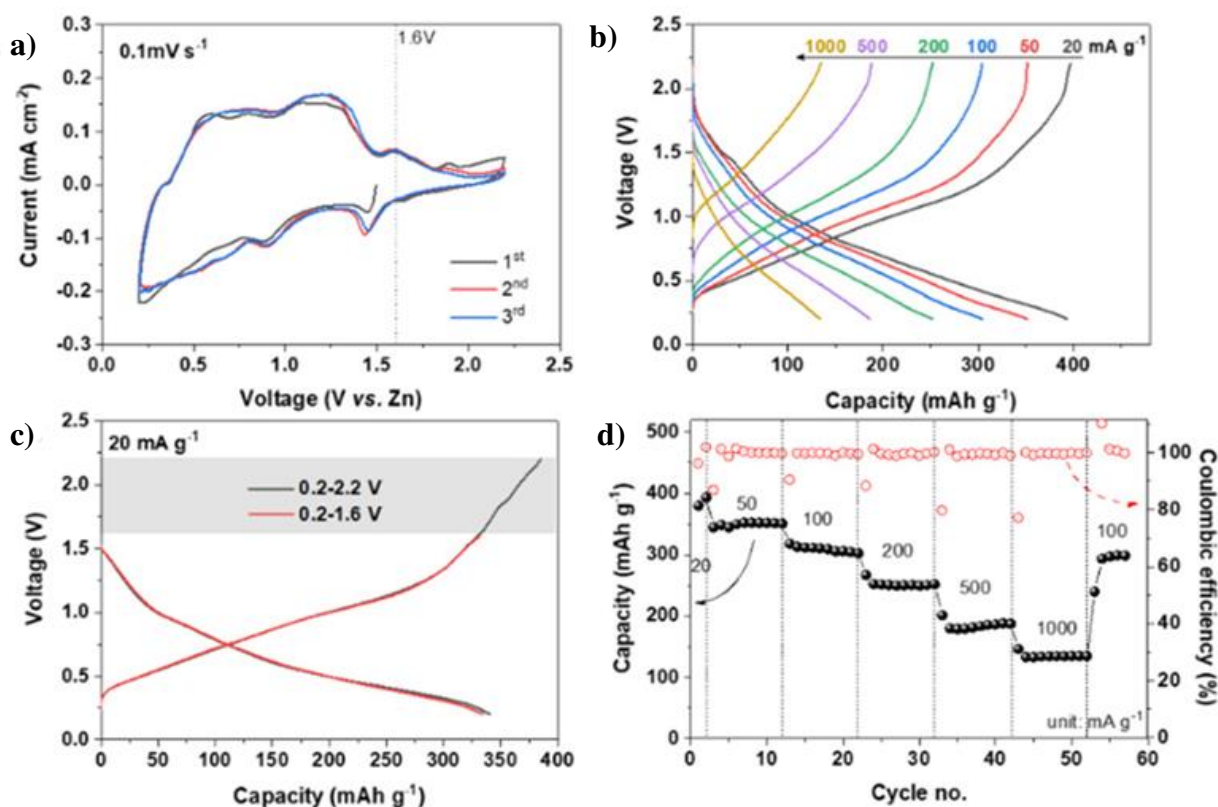 a)
0.1mV s⁻¹
1.6V
0.3
0.2
0.1
0.0
-0.1
-0.2
-0.3
Current (mA cm⁻²)
1ˢᵗ
2ⁿᵈ
3ʳᵈ
0.0 0.5 1.0 1.5 2.0 2.5
Voltage (V vs. Zn)
b)
1000 500 200 100 50 20 mA g⁻¹
2.5
2.0
1.5
1.0
0.5
0.0
Voltage (V)
0 100 200 300 400
Capacity (mAh g⁻¹)
c)
20 mA g⁻¹
2.5
2.0
1.5
1.0
0.5
0.0
Voltage (V)
0.2-2.2 V
0.2-1.6 V
0 50 100 150 200 250 300 350 400
Capacity (mAh g⁻¹)
d)
500
400
300
200
100
0
Capacity (mAh g⁻¹)
20
50
100
200
500
1000
100
unit: mA g⁻¹
100
80
60
40
20
0
Coulombic efficiency (%)
0 10 20 30 40 50 60
Cycle no.